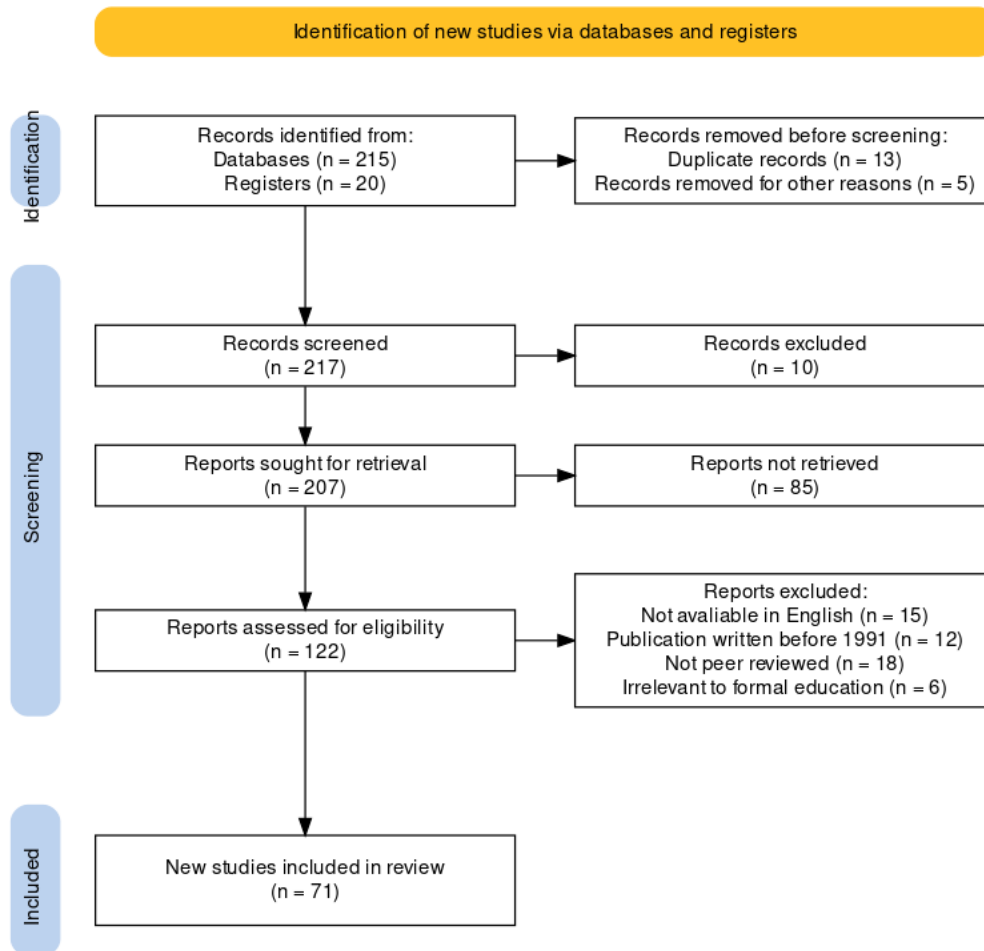 Identification of new studies via databases and registers
Identification
Records identified from:
Databases (n = 215)
Registers (n = 20)
Records removed before screening:
Duplicate records (n = 13)
Records removed for other reasons (n = 5)
Screening
Records screened
(n = 217)
Records excluded
(n = 10)
Reports sought for retrieval
(n = 207)
Reports not retrieved
(n = 85)
Reports assessed for eligibility
(n = 122)
Reports excluded:
Not avaliable in English (n = 15)
Publication written before 1991 (n = 12)
Not peer reviewed (n = 18)
Irrelevant to formal education (n = 6)
Included
New studies included in review
(n = 71)